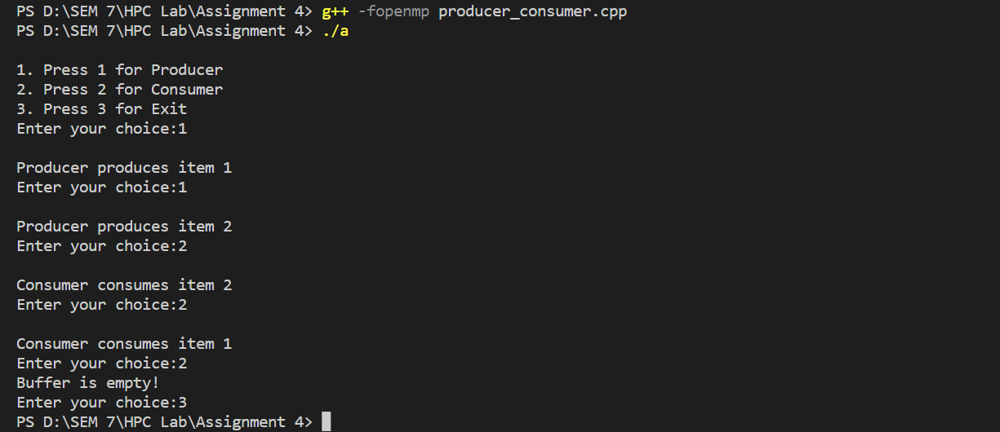 PS D:\SEM 7\HPC Lab\Assignment 4> g++ -fopenmp producer_consumer.cpp
PS D:\SEM 7\HPC Lab\Assignment 4> ./a
1. Press 1 for Producer
2. Press 2 for Consumer
3. Press 3 for Exit
Enter your choice:1
Producer produces item 1
Enter your choice:1
Producer produces item 2
Enter your choice:2
Consumer consumes item 2
Enter your choice:2
Consumer consumes item 1
Enter your choice:2
Buffer is empty!
Enter your choice:3
PS D:\SEM 7\HPC Lab\Assignment 4>